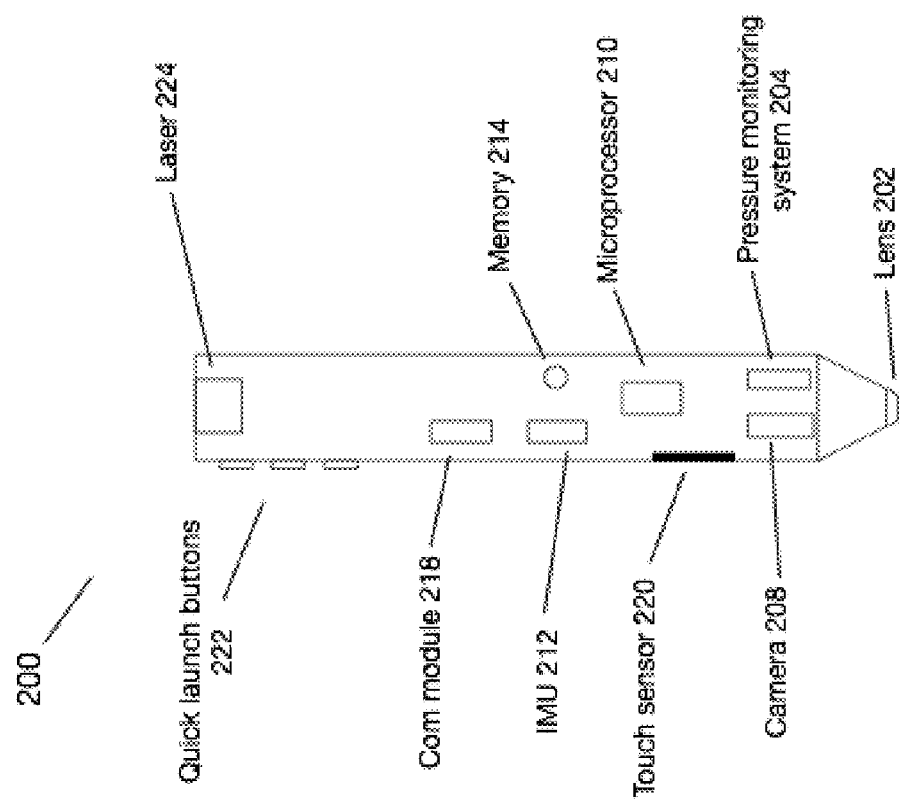 200
Laser 224
Quick launch buttons
222
Com module 218
Memory 214
IMU 212
Microprocessor 210
Touch sensor 220
Pressure monitoring
system 204
Camera 208
Lens 202